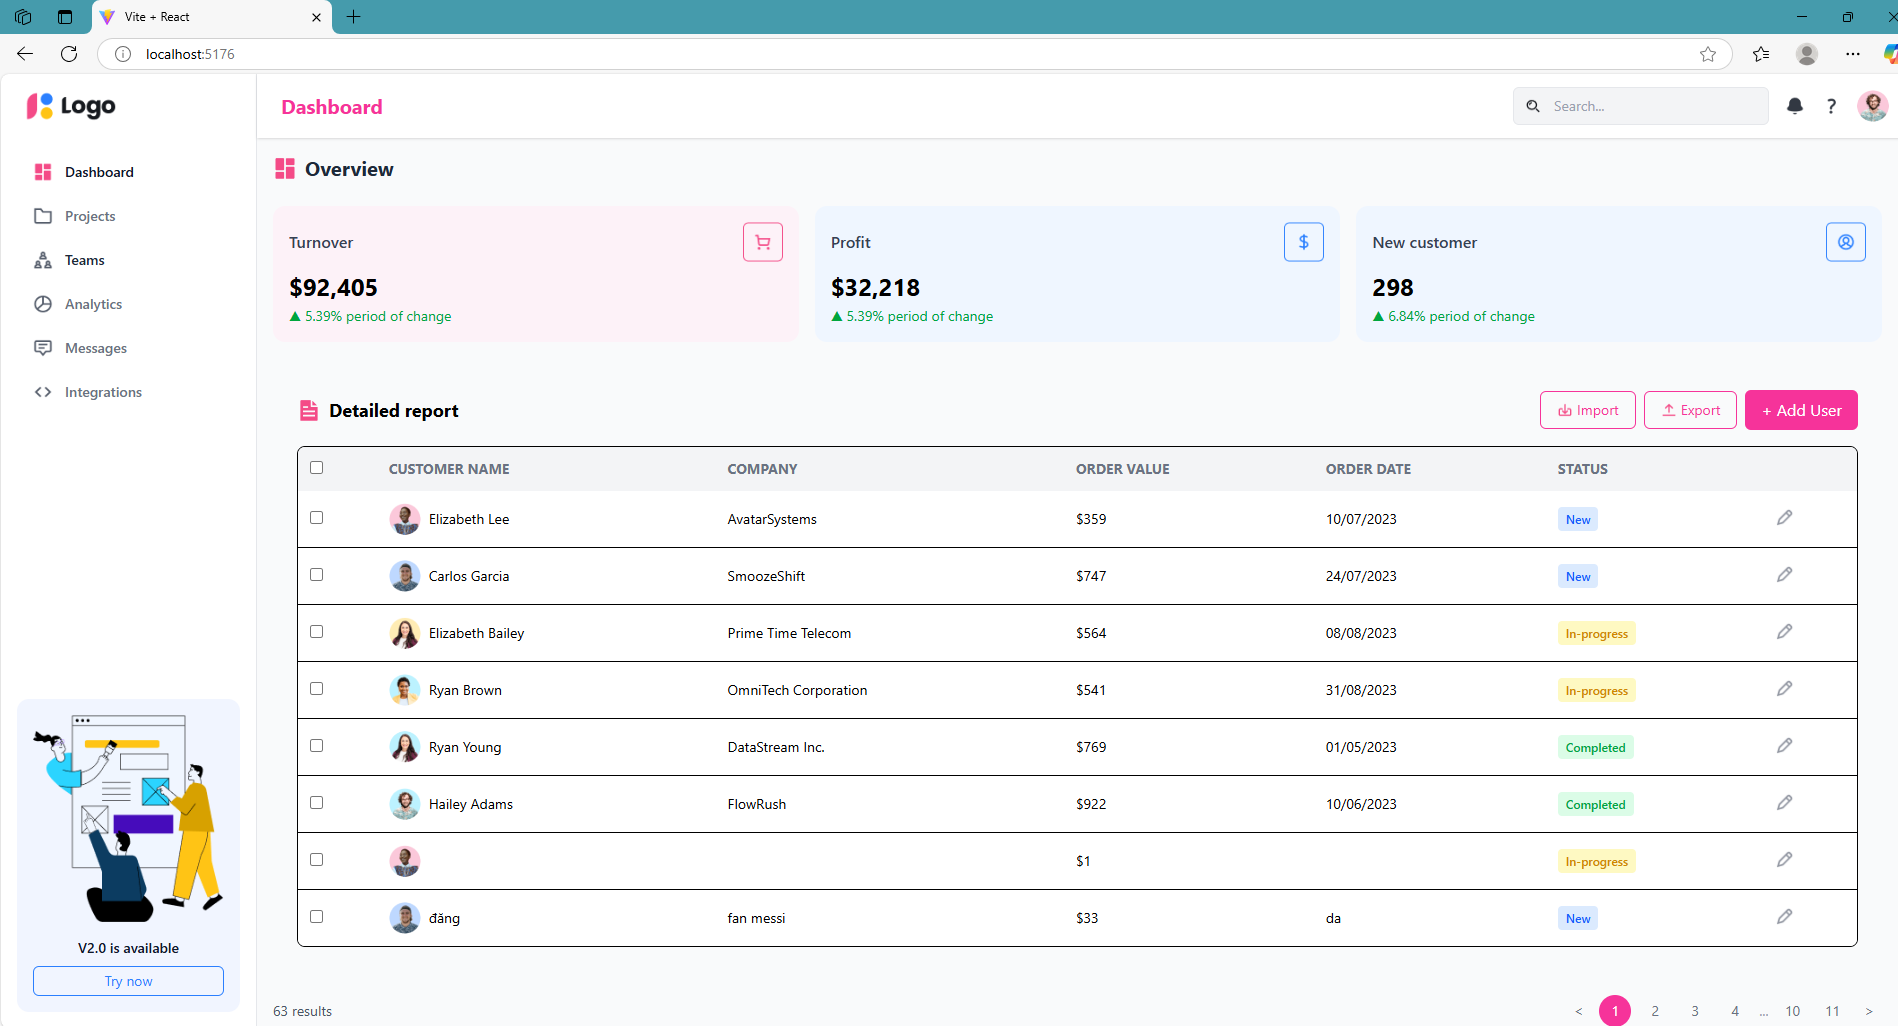 Vite + React
localhost:5176
Logo
Dashboard
Search...
?
Dashboard
Projects
Teams
Analytics
Messages
Integrations
Overview
Turnover
$92,405
▲ 5.39% period of change
Profit
$
$32,218
▲ 5.39% period of change
New customer
298
▲ 6.84% period of change
Detailed report
Import
Export
+ Add User
CUSTOMER NAME COMPANY ORDER VALUE ORDER DATE STATUS
Elizabeth Lee AvatarSystems $359 10/07/2023 New
Carlos Garcia SmoozeShift $747 24/07/2023 New
Elizabeth Bailey Prime Time Telecom $564 08/08/2023 In-progress
Ryan Brown OmniTech Corporation $541 31/08/2023 In-progress
Ryan Young DataStream Inc. $769 01/05/2023 Completed
Hailey Adams FlowRush $922 10/06/2023 Completed
$1 In-progress
đăng fan messi $33 da New
V2.0 is available
Try now
63 results
< 1 2 3 4 ... 10 11 >